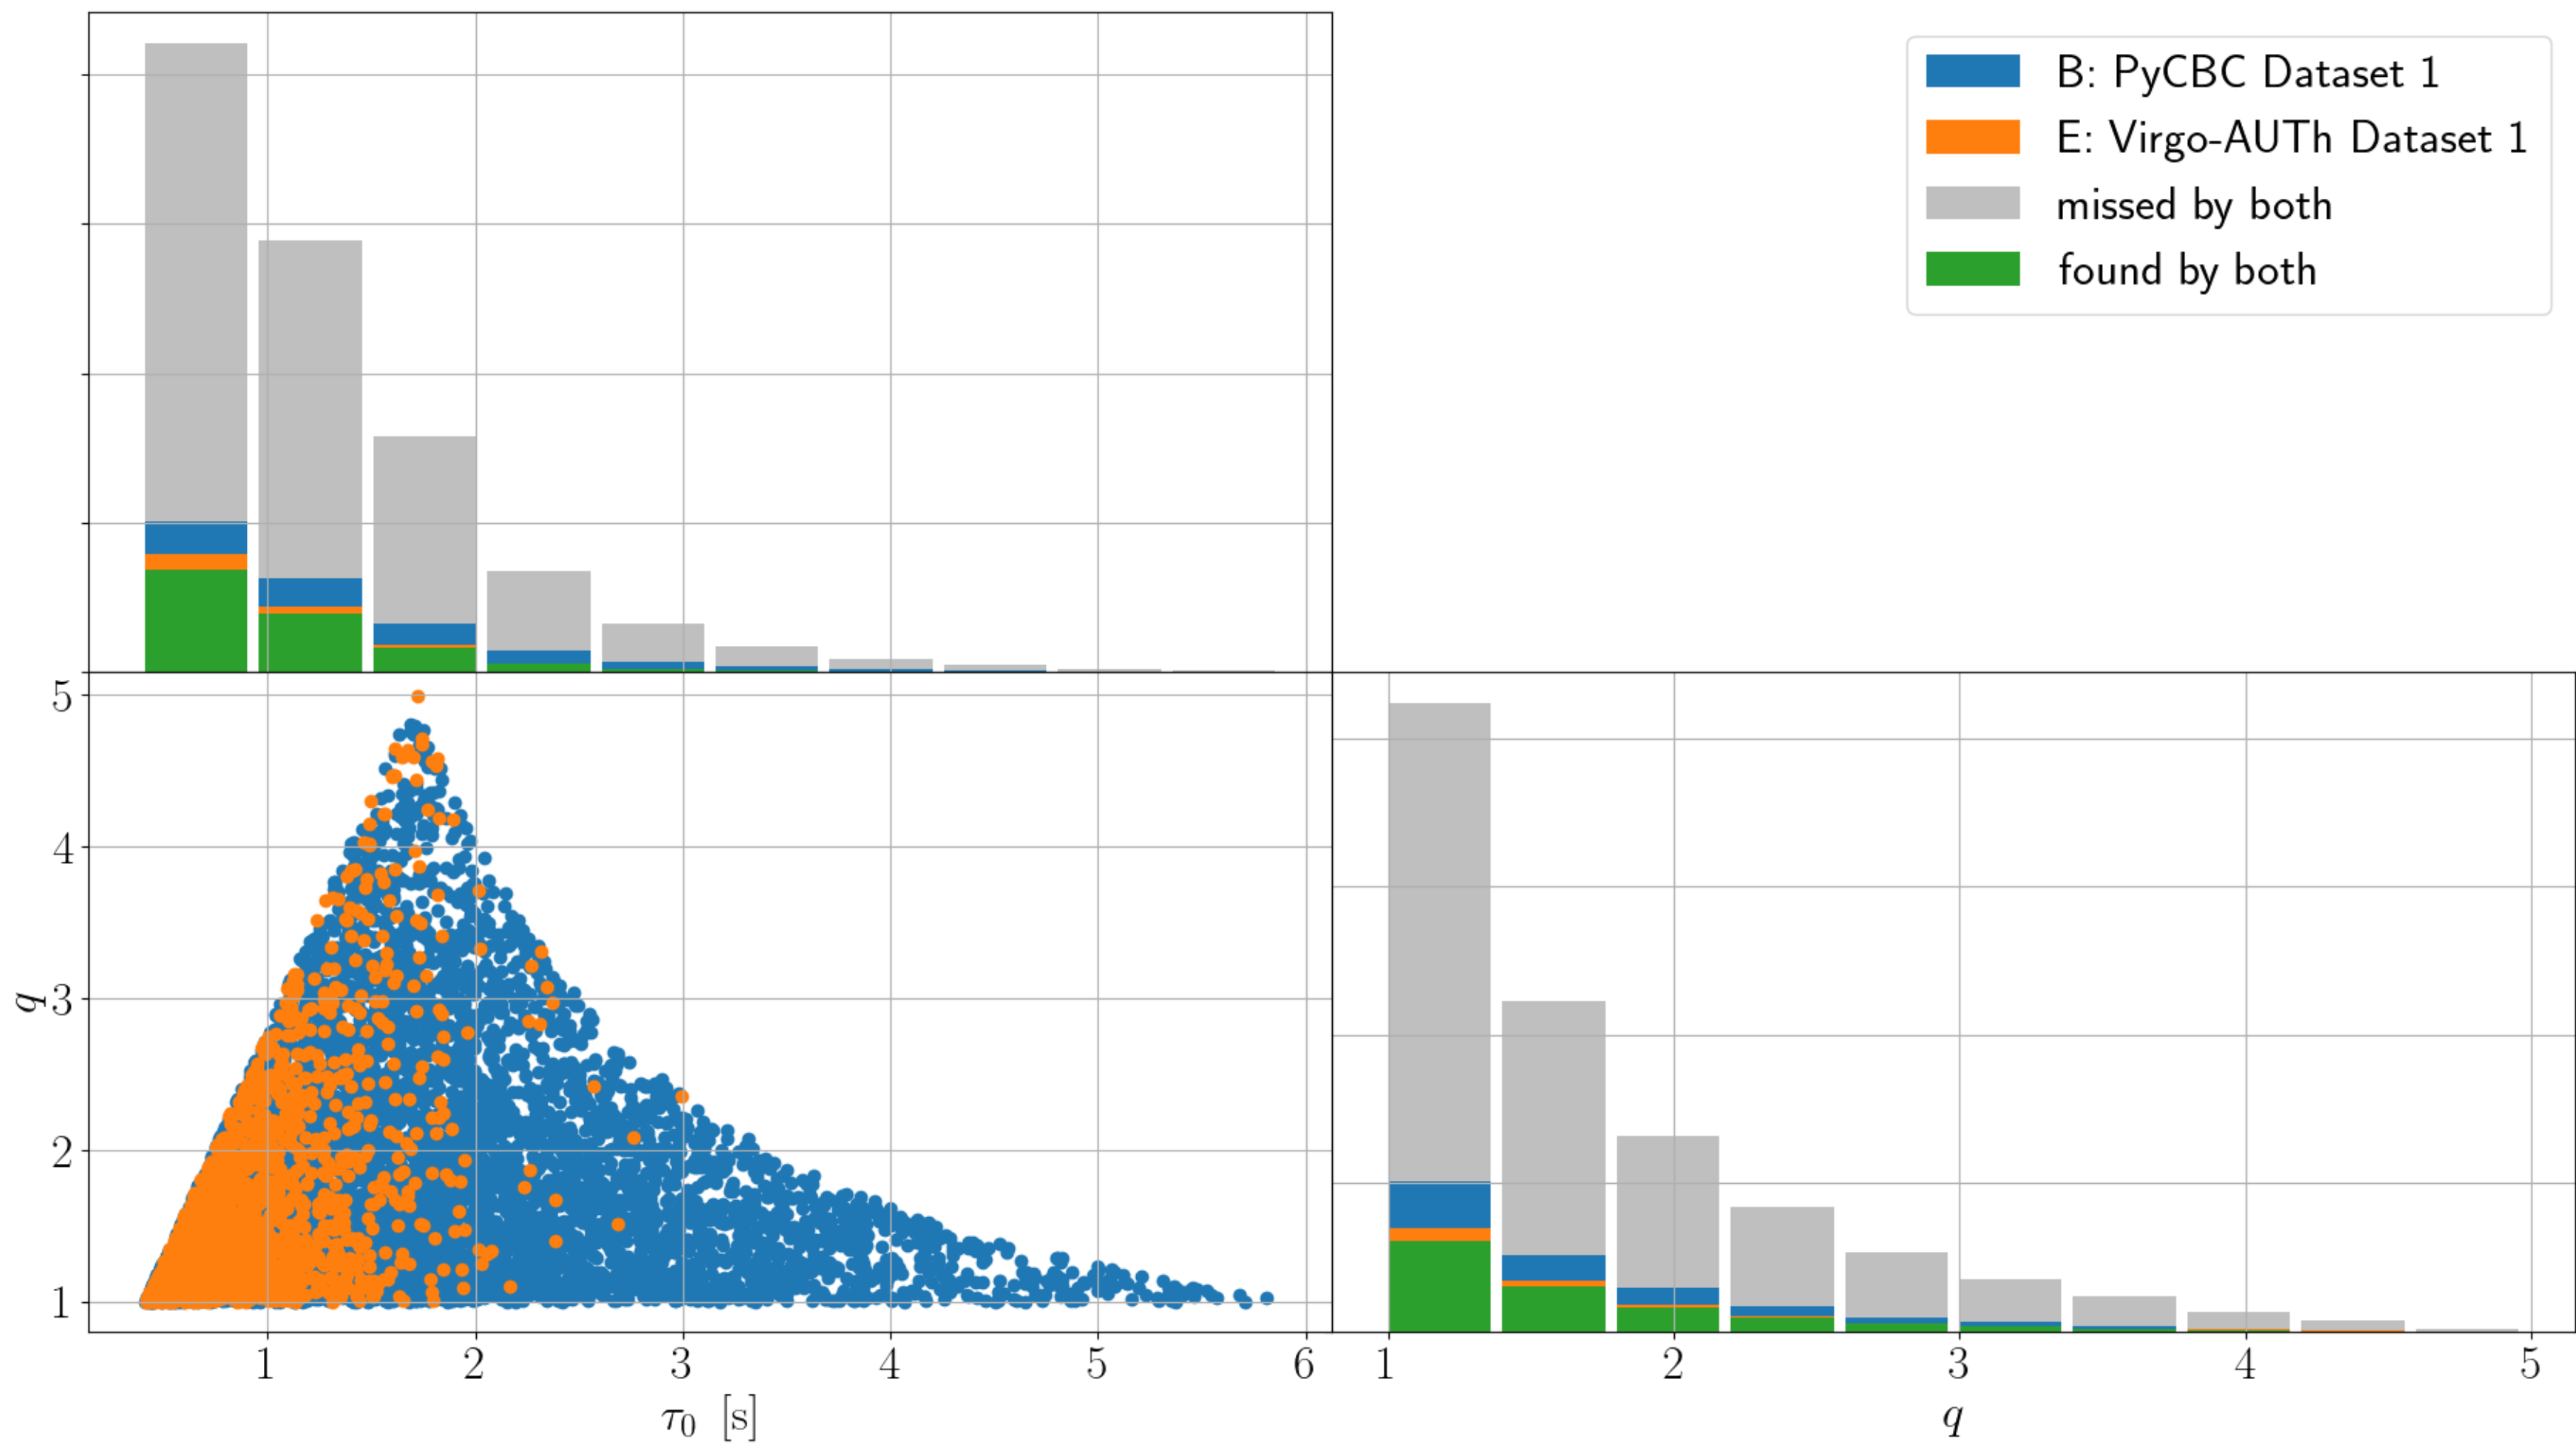 B: PyCBC Dataset 1
E: Virgo-AUTh Dataset 1
missed by both
found by both
5
4
3
2
1
q
1 2 3 4 5 6
τ₀ [s]
1 2 3 4 5
q